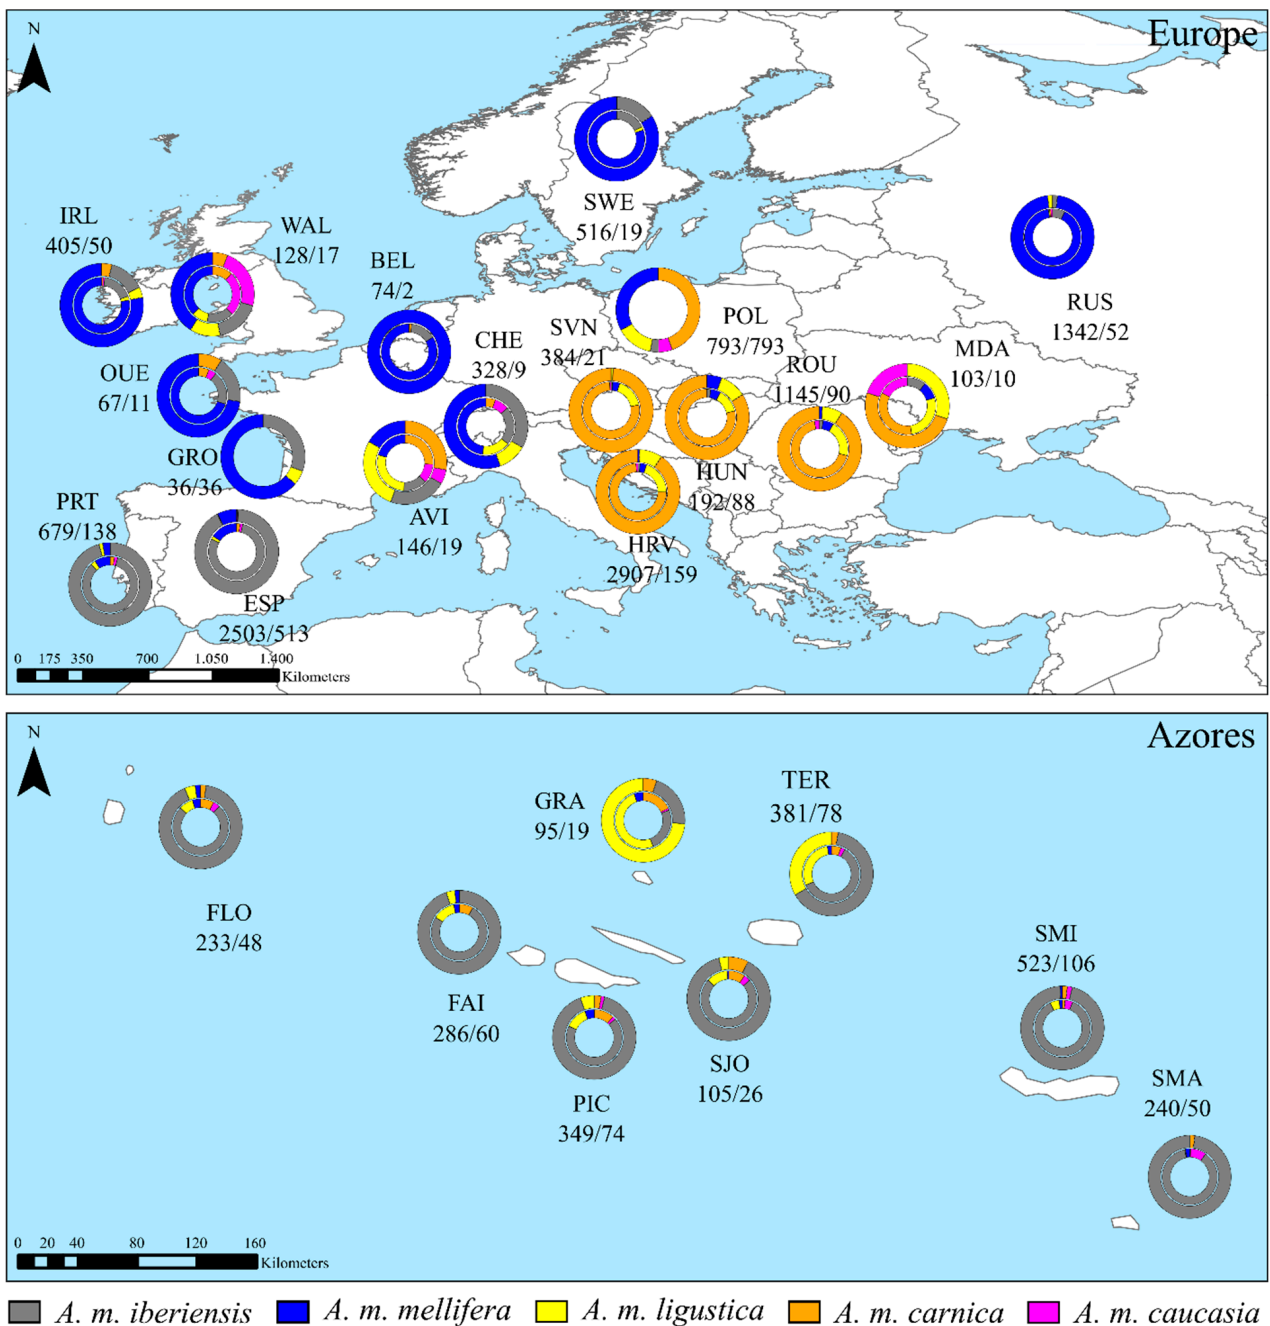 N
Europe
SWE
516/19
IRL
405/50
WAL
128/17
BEL
74/2
RUS
1342/52
CHE
328/9
SVN
384/21
POL
793/793
ROU
1145/90
MDA
103/10
OUE
67/11
GRO
36/36
HUN
192/88
PRT
679/138
AVI
146/19
HRV
2907/159
ESP
2503/513
0 175 350 700 1.050 1.400
Kilometers
N
Azores
GRA
95/19
TER
381/78
FLO
233/48
SMI
523/106
FAI
286/60
SJO
105/26
PIC
349/74
SMA
240/50
0 20 40 80 120 160
Kilometers
A. m. iberiensis A. m. mellifera A. m. ligustica A. m. carnica A. m. caucasia